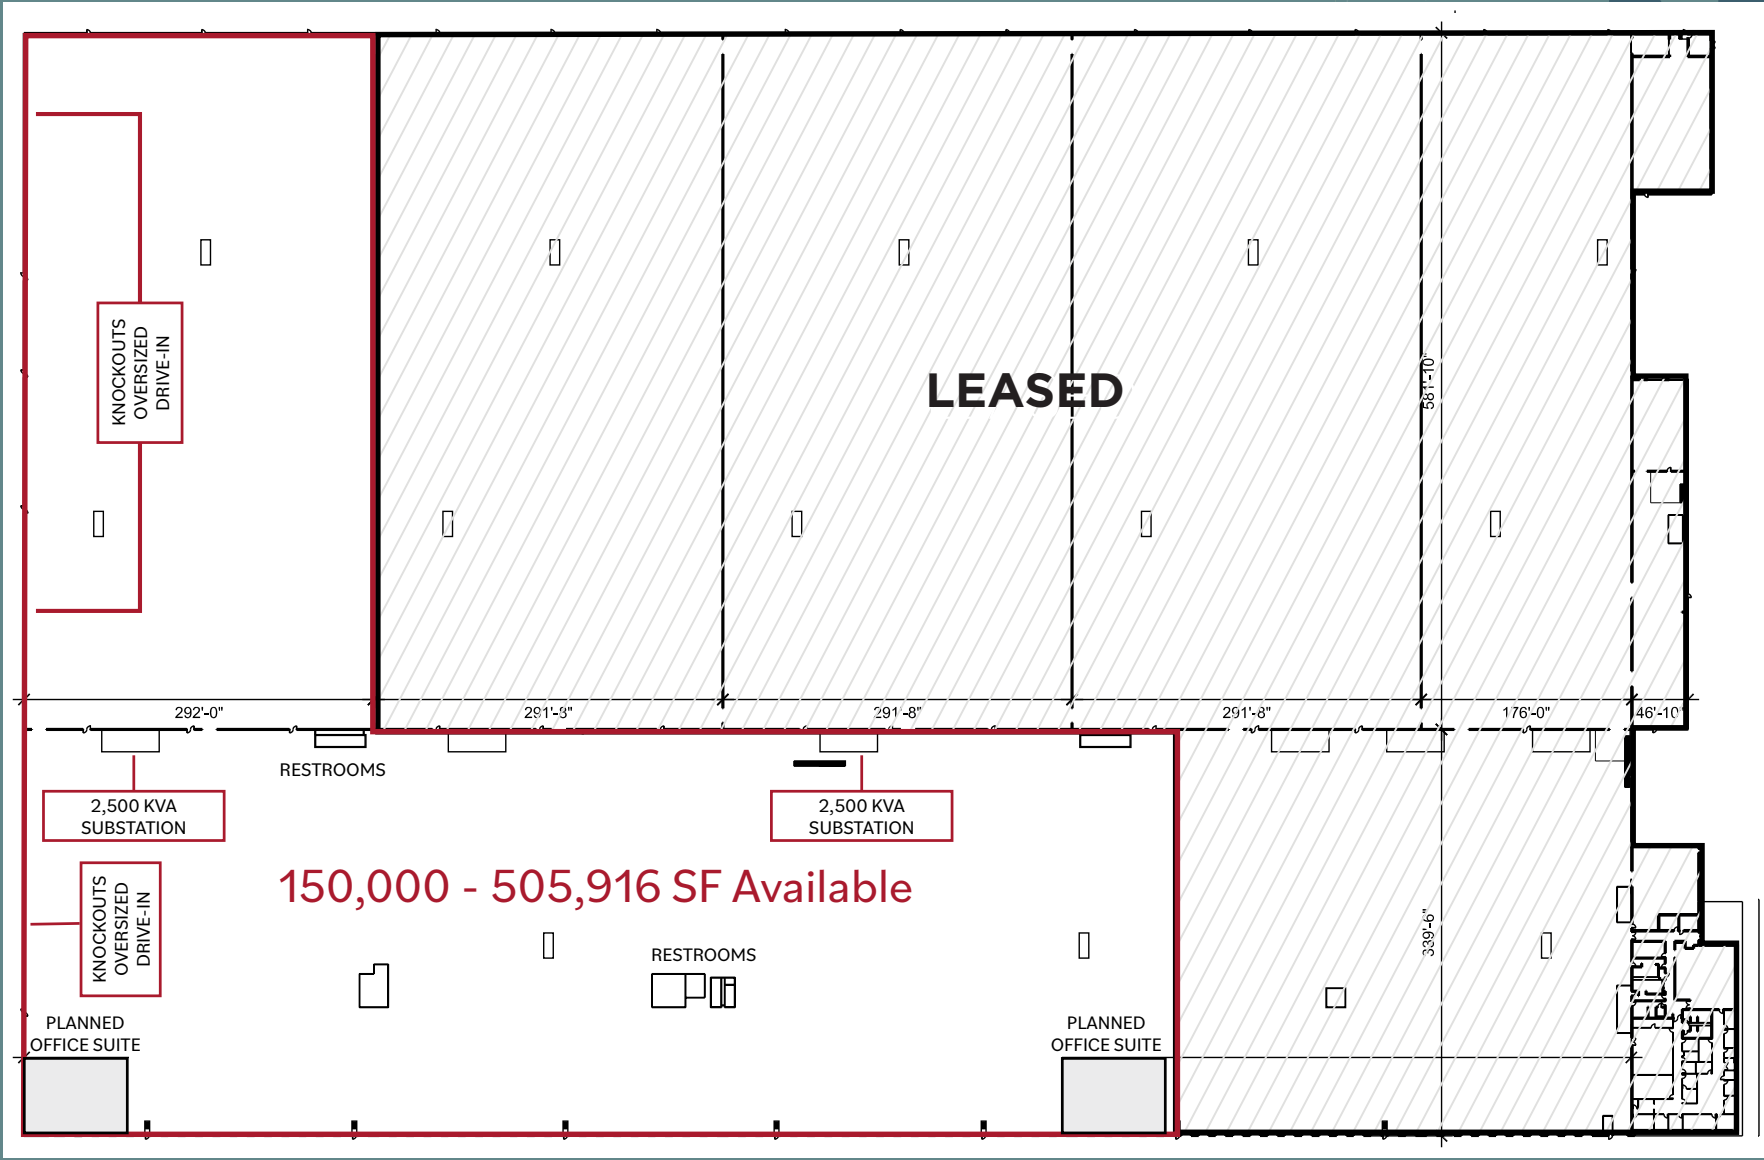 KNOCKOUTS
OVERSIZED
DRIVE-IN
LEASED
581'-10"
292'-0"
291'-8"
291'-8"
291'-8"
176'-0"
46'-10"
RESTROOMS
2,500 KVA
SUBSTATION
2,500 KVA
SUBSTATION
150,000 - 505,916 SF Available
KNOCKOUTS
OVERSIZED
DRIVE-IN
339'-6"
RESTROOMS
PLANNED
OFFICE SUITE
PLANNED
OFFICE SUITE